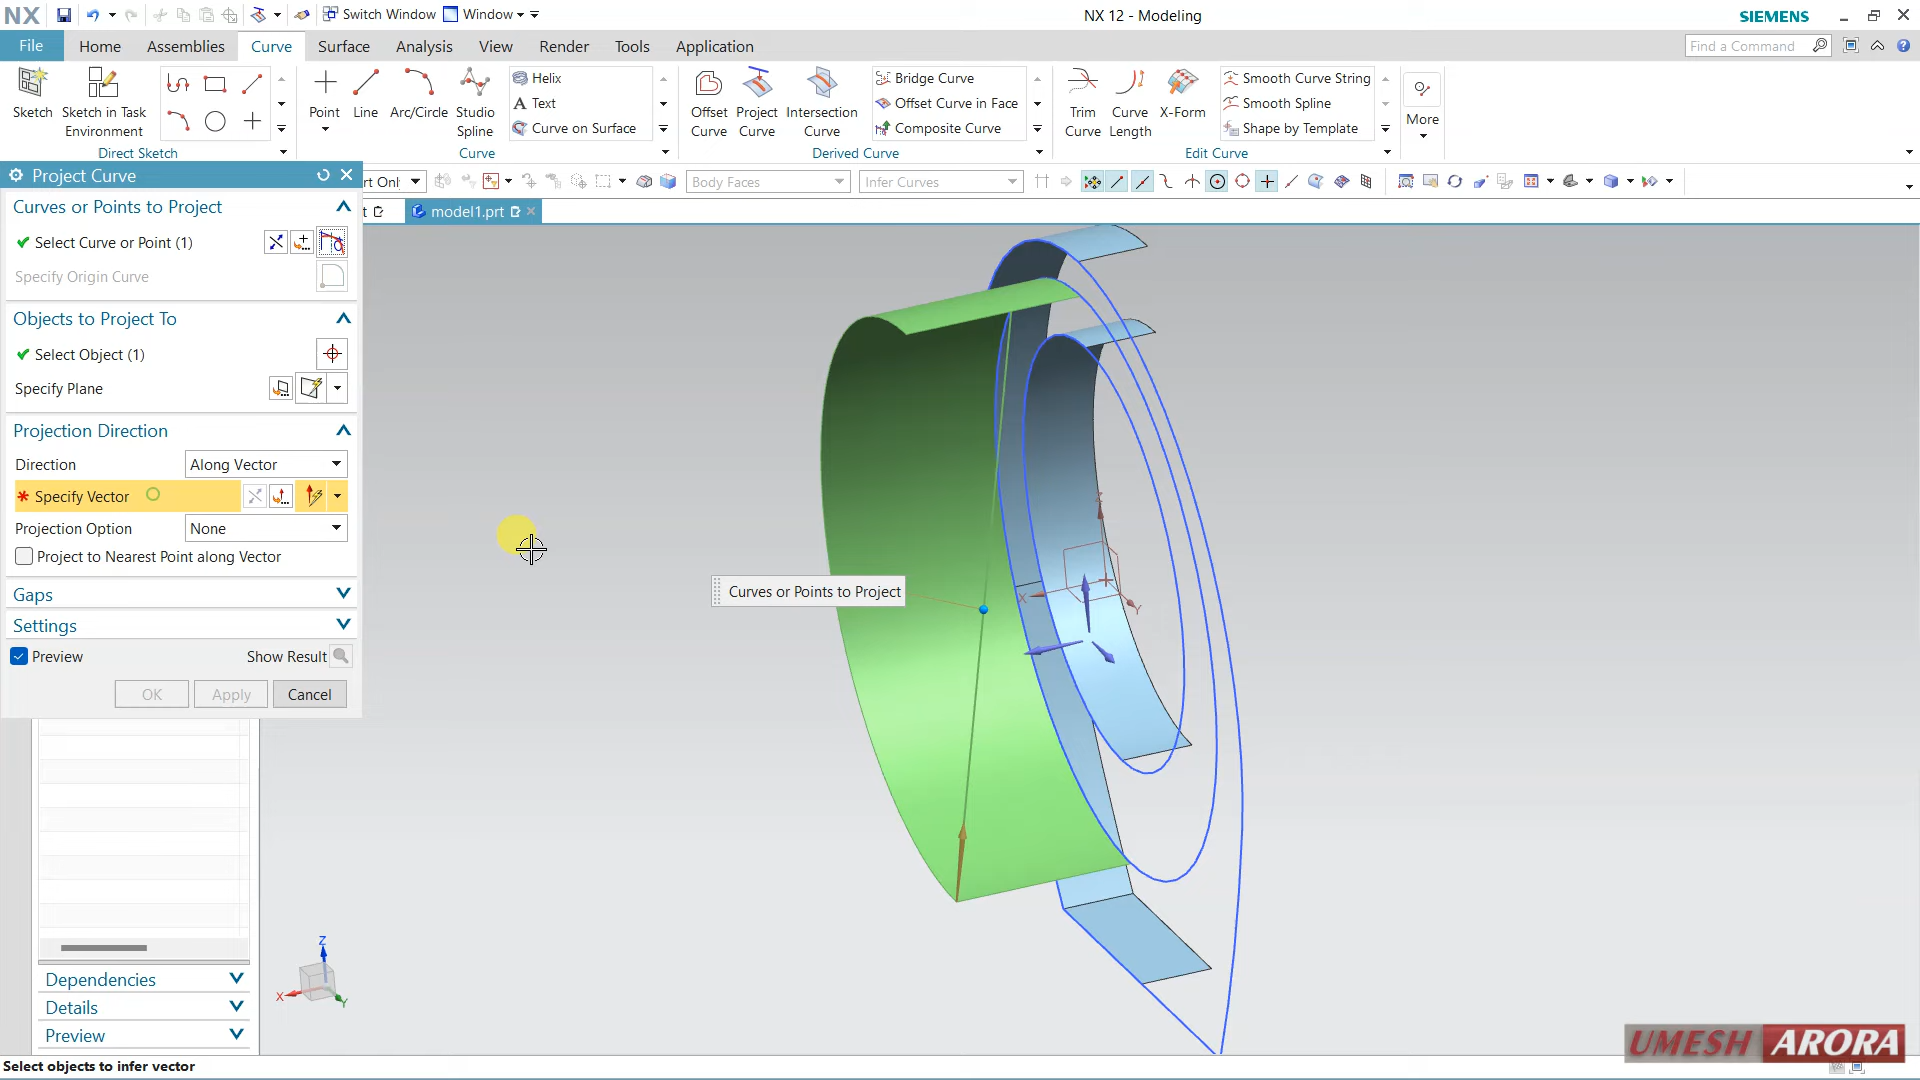 NX
Switch Window
Window
NX 12 - Modeling
SIEMENS
File
Home
Assemblies
Curve
Surface
Analysis
View
Render
Tools
Application
Find a Command
Sketch
Sketch in Task
Environment
Direct Sketch
Point
Line
Arc/Circle
Studio
Spline
Helix
A Text
Curve on Surface
Curve
Offset
Curve
Project
Curve
Intersection
Curve
Bridge Curve
Offset Curve in Face
Composite Curve
Derived Curve
Trim
Curve
Curve
Length
X-Form
Smooth Curve String
Smooth Spline
Shape by Template
Edit Curve
More
Project Curve
rt Onl
Body Faces
Infer Curves
t
model1.prt
Curves or Points to Project
Select Curve or Point (1)
Specify Origin Curve
Objects to Project To
Select Object (1)
Specify Plane
Projection Direction
Direction
Along Vector
* Specify Vector
Projection Option
None
Project to Nearest Point along Vector
Gaps
Settings
Preview
Show Result
OK
Apply
Cancel
Curves or Points to Project
Z
X
Y
Z
X
Y
Dependencies
Details
Preview
Select objects to infer vector
UMESH ARORA